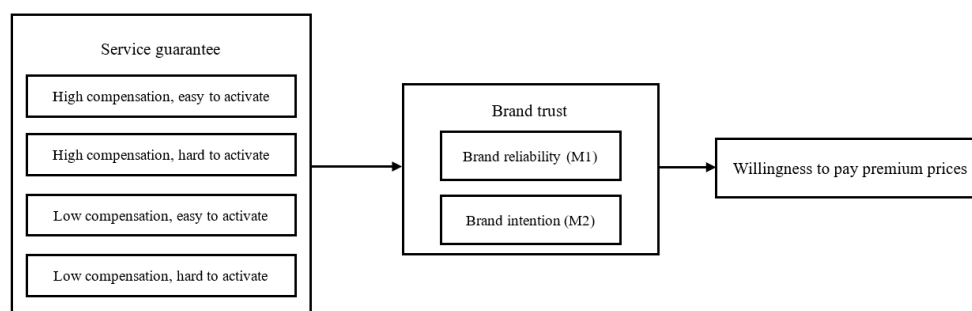 Service guarantee
High compensation, easy to activate
High compensation, hard to activate
Low compensation, easy to activate
Low compensation, hard to activate
Brand trust
Brand reliability (M1)
Brand intention (M2)
Willingness to pay premium prices